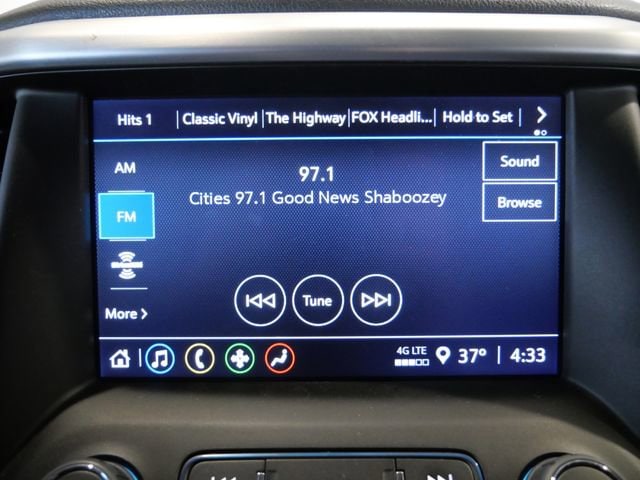 Hits 1 Classic Vinyl The Highway FOX Headli... Hold to Set
AM
97.1
Sound
Cities 97.1 Good News Shaboozey
FM
Browse
Tune
More
4G LTE
37° 4:33